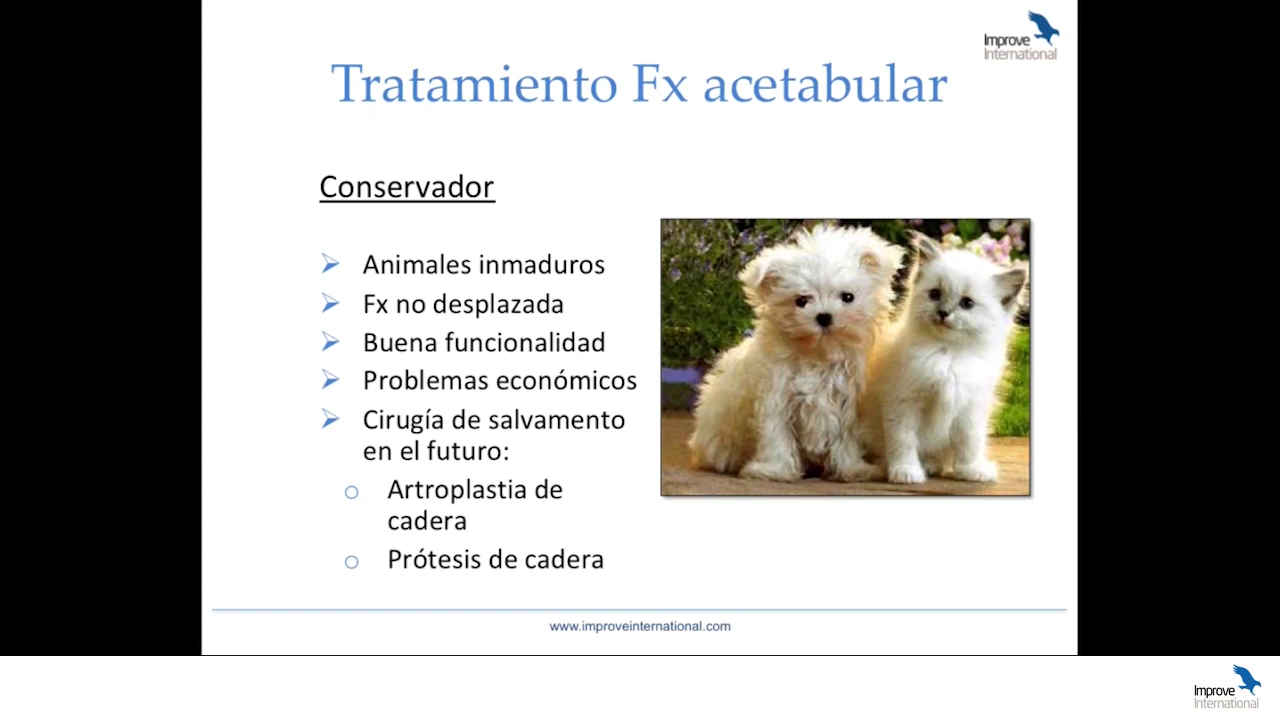 Improve
International
Tratamiento Fx acetabular
Conservador
Animales inmaduros
Fx no desplazada
Buena funcionalidad
Problemas económicos
Cirugía de salvamento
en el futuro:
Artroplastia de
cadera
Prótesis de cadera
www.improveinternational.com
Improve
International